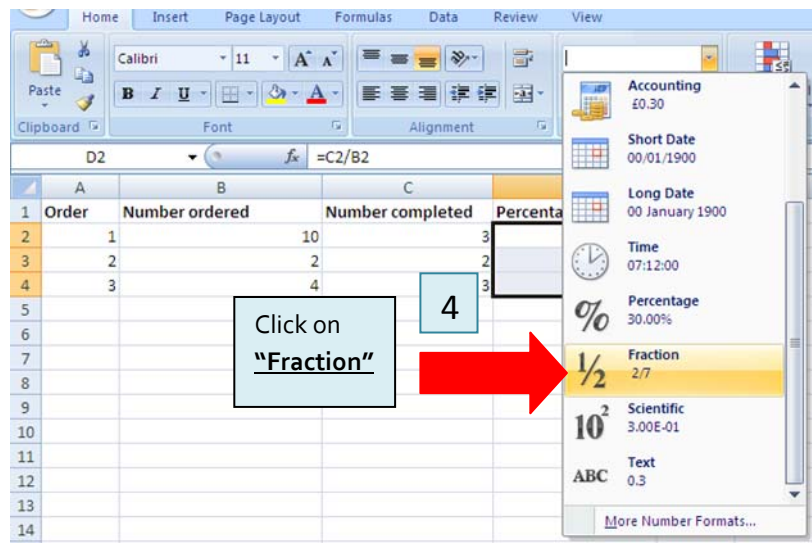 Home Insert Page Layout Formulas Data Review View
Calibri 11 A A
Paste B I U A
Clipboard Font Alignment
D2 fx =C2/B2
A B C
1 Order Number ordered Number completed Percenta
2 1 10 3
3 2 2 2
4 3 4 3
5
6
7
8
9
10
11
12
13
14
Click on
"Fraction"
4
Accounting
£0.30
Short Date
00/01/1900
Long Date
00 January 1900
Time
07:12:00
% Percentage
30.00%
1/2 Fraction
2/7
10² Scientific
3.00E-01
ABC Text
0.3
More Number Formats...